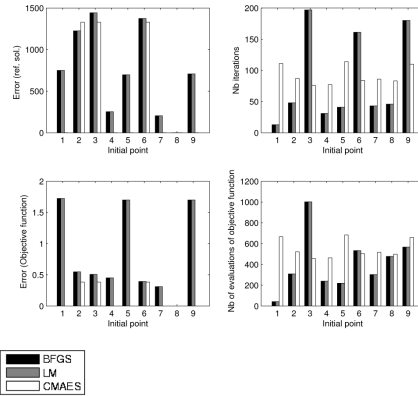 1500
1000
500
0
Error (ref. sol.)
1 2 3 4 5 6 7 8 9
Initial point
200
150
100
50
0
Nb iterations
1 2 3 4 5 6 7 8 9
Initial point
2
1.5
1
0.5
0
Error (Objective function)
1 2 3 4 5 6 7 8 9
Initial point
1200
1000
800
600
400
200
0
Nb of evaluations of objective function
1 2 3 4 5 6 7 8 9
Initial point
BFGS
LM
CMAES